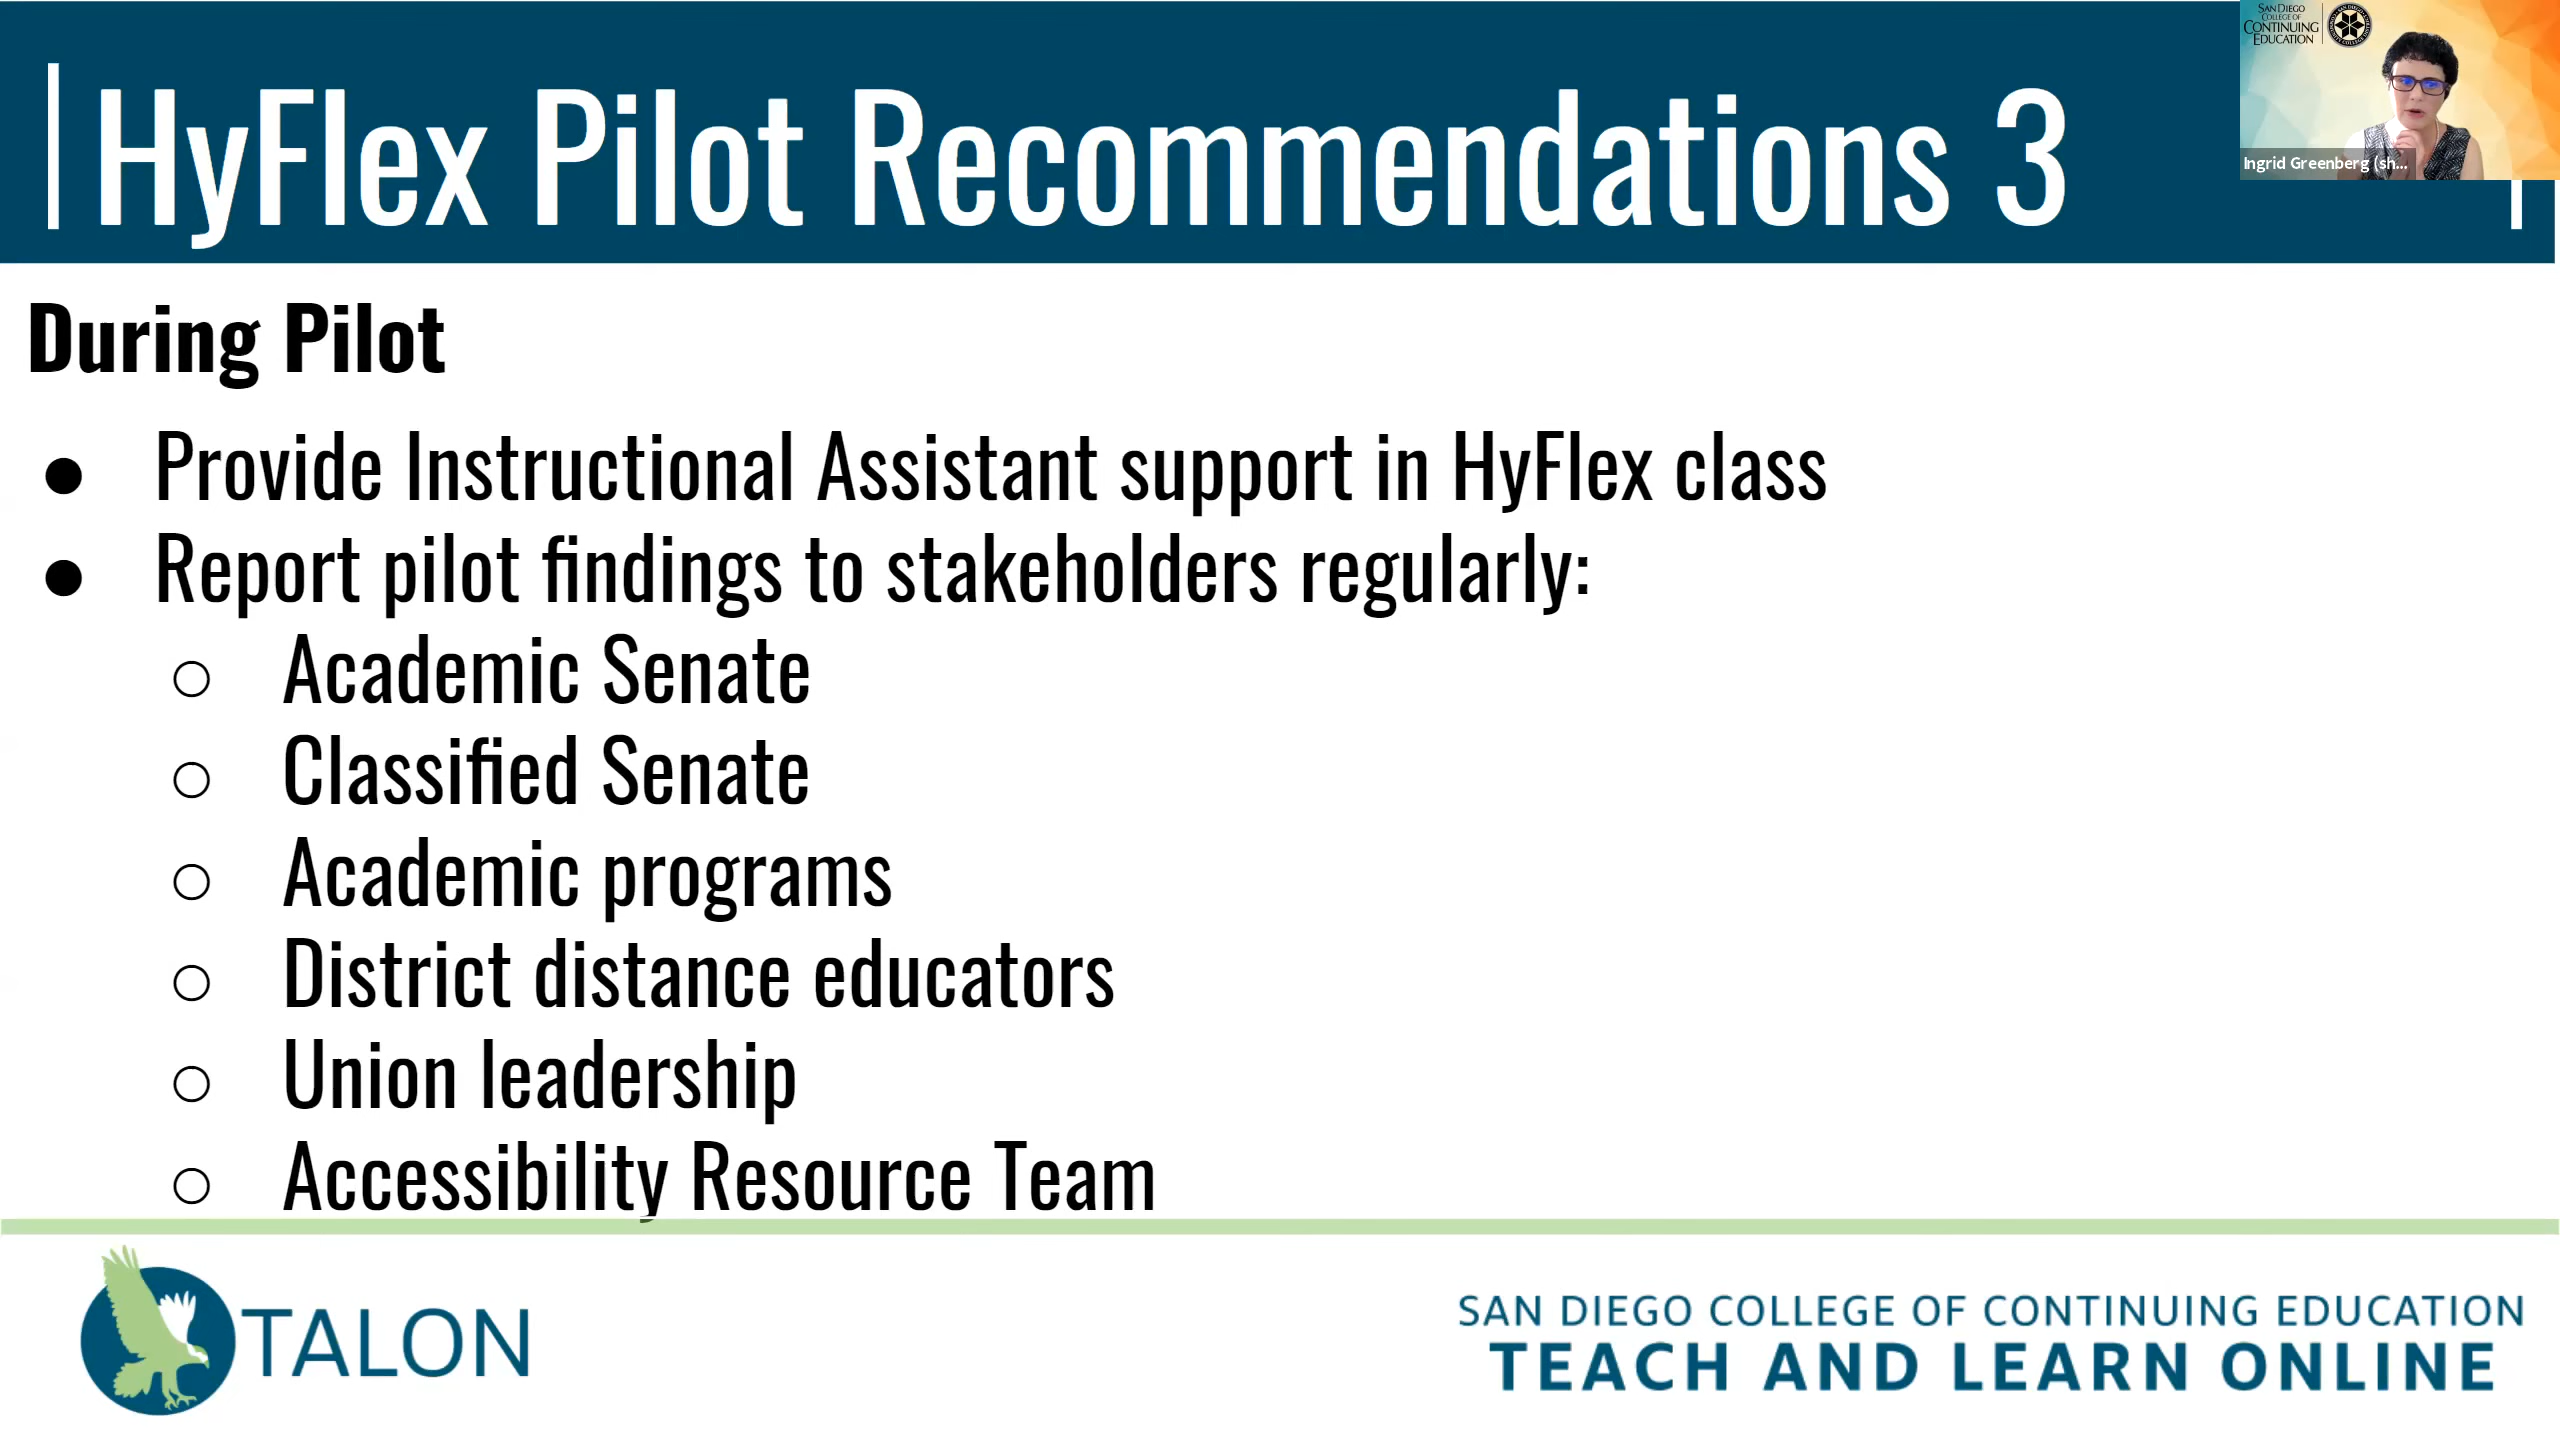 HyFlex Pilot Recommendations 3
SAN DIEGO
COLLEGE OF
CONTINUING
EDUCATION
Ingrid Greenberg (sh...
During Pilot
● Provide Instructional Assistant support in HyFlex class
● Report pilot findings to stakeholders regularly:
○ Academic Senate
○ Classified Senate
○ Academic programs
○ District distance educators
○ Union leadership
○ Accessibility Resource Team
TALON
SAN DIEGO COLLEGE OF CONTINUING EDUCATION
TEACH AND LEARN ONLINE